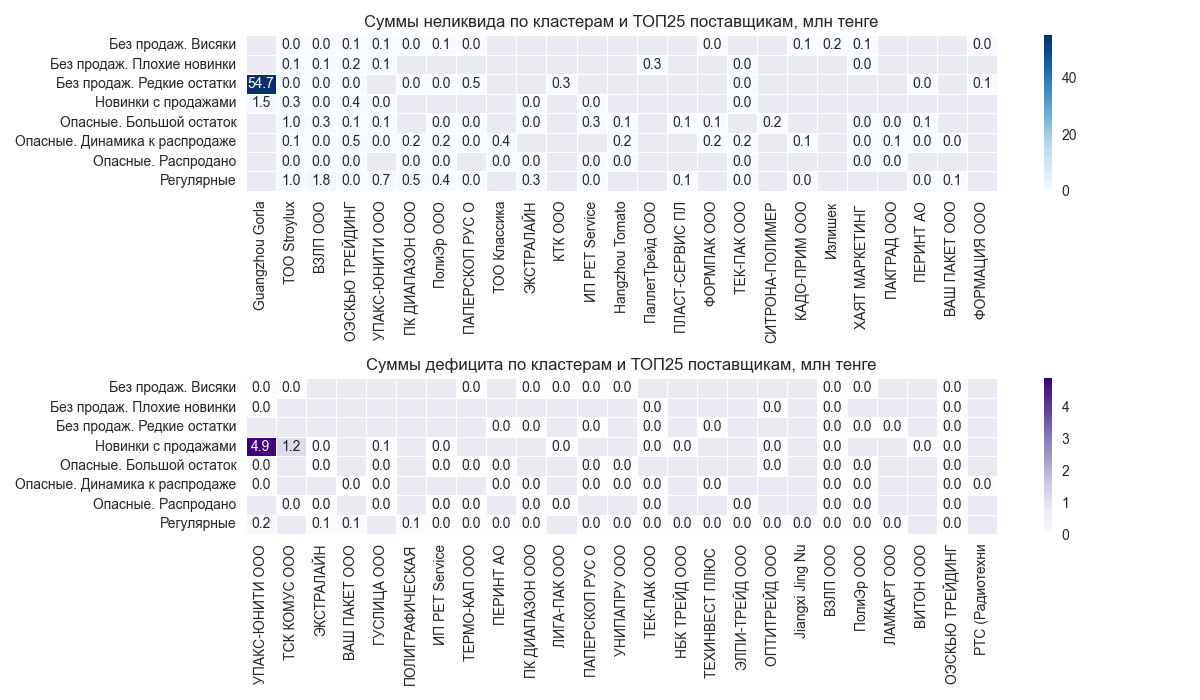 Суммы неликвида по кластерам и ТОП25 поставщикам, млн тенге
Без продаж. Висяки 0.0 0.0 0.1 0.1 0.0 0.1 0.0 0.0 0.1 0.2 0.1 0.0
Без продаж. Плохие новинки 0.1 0.1 0.2 0.1 0.3 0.0 0.0
Без продаж. Редкие остатки 54.7 0.0 0.0 0.0 0.0 0.0 0.5 0.3 0.0 0.0 0.1
Новинки с продажами 1.5 0.3 0.0 0.4 0.0 0.0 0.0 0.0
Опасные. Большой остаток 1.0 0.3 0.1 0.1 0.0 0.0 0.0 0.3 0.1 0.1 0.1 0.2 0.0 0.0 0.1
Опасные. Динамика к распродаже 0.1 0.0 0.5 0.0 0.2 0.2 0.0 0.4 0.2 0.2 0.2 0.1 0.0 0.1 0.0 0.0
Опасные. Распродано 0.0 0.0 0.0 0.0 0.0 0.0 0.0 0.0 0.0 0.0 0.0 0.0
Регулярные 1.0 1.8 0.0 0.7 0.5 0.4 0.0 0.3 0.0 0.1 0.0 0.0 0.0 0.1
40
20
0
Guangzhou Gorla
ТОО Stroylux
ВЗЛП ООО
ОЭСКЬЮ ТРЕЙДИНГ
УПАКС-ЮНИТИ ООО
ПК ДИАПАЗОН ООО
ПолиЭр ООО
ПАПЕРСКОП РУС О
ТОО Классика
ЭКСТРАЛАЙН
КТК ООО
ИП РЕТ Service
Hangzhou Tomato
ПаллетТрейд ООО
ПЛАСТ-СЕРВИС ПЛ
ФОРМПАК ООО
ТЕК-ПАК ООО
СИТРОНА-ПОЛИМЕР
КАДО-ПРИМ ООО
Излишек
ХАЯТ МАРКЕТИНГ
ПАКГРАД ООО
ПЕРИНТ АО
ВАШ ПАКЕТ ООО
ФОРМАЦИЯ ООО
Суммы дефицита по кластерам и ТОП25 поставщикам, млн тенге
Без продаж. Висяки 0.0 0.0 0.0 0.0 0.0 0.0 0.0 0.0 0.0 0.0
Без продаж. Плохие новинки 0.0 0.0 0.0 0.0 0.0
Без продаж. Редкие остатки 0.0 0.0 0.0 0.0 0.0 0.0 0.0 0.0 0.0
Новинки с продажами 4.9 1.2 0.0 0.1 0.0 0.0 0.0 0.0 0.0 0.0 0.0 0.0
Опасные. Большой остаток 0.0 0.0 0.0 0.0 0.0 0.0 0.0 0.0 0.0 0.0 0.0 0.0
Опасные. Динамика к распродаже 0.0 0.0 0.0 0.0 0.0 0.0 0.0 0.0 0.0 0.0 0.0 0.0 0.0
Опасные. Распродано 0.0 0.0 0.0 0.0 0.0 0.0 0.0 0.0 0.0 0.0 0.0
Регулярные 0.2 0.1 0.1 0.1 0.0 0.0 0.0 0.0 0.0 0.0 0.0 0.0 0.0 0.0 0.0 0.0 0.0 0.0 0.0 0.0
4
3
2
1
0
УПАКС-ЮНИТИ ООО
ТСК КОМУС ООО
ЭКСТРАЛАЙН
ВАШ ПАКЕТ ООО
ГУСЛИЦА ООО
ПОЛИГРАФИЧЕСКАЯ
ИП РЕТ Service
ТЕРМО-КАП ООО
ПЕРИНТ АО
ПК ДИАПАЗОН ООО
ЛИГА-ПАК ООО
ПАПЕРСКОП РУС О
УНИПАПРУ ООО
ТЕК-ПАК ООО
НБК ТРЕЙД ООО
ТЕХИНВЕСТ ПЛЮС
ЭЛПИ-ТРЕЙД ООО
ОПТИТРЕЙД ООО
Jiangxi Jing Nu
ВЗЛП ООО
ПолиЭр ООО
ЛАМКАРТ ООО
ВИТОН ООО
ОЭСКЬЮ ТРЕЙДИНГ
РТС (Радиотехни